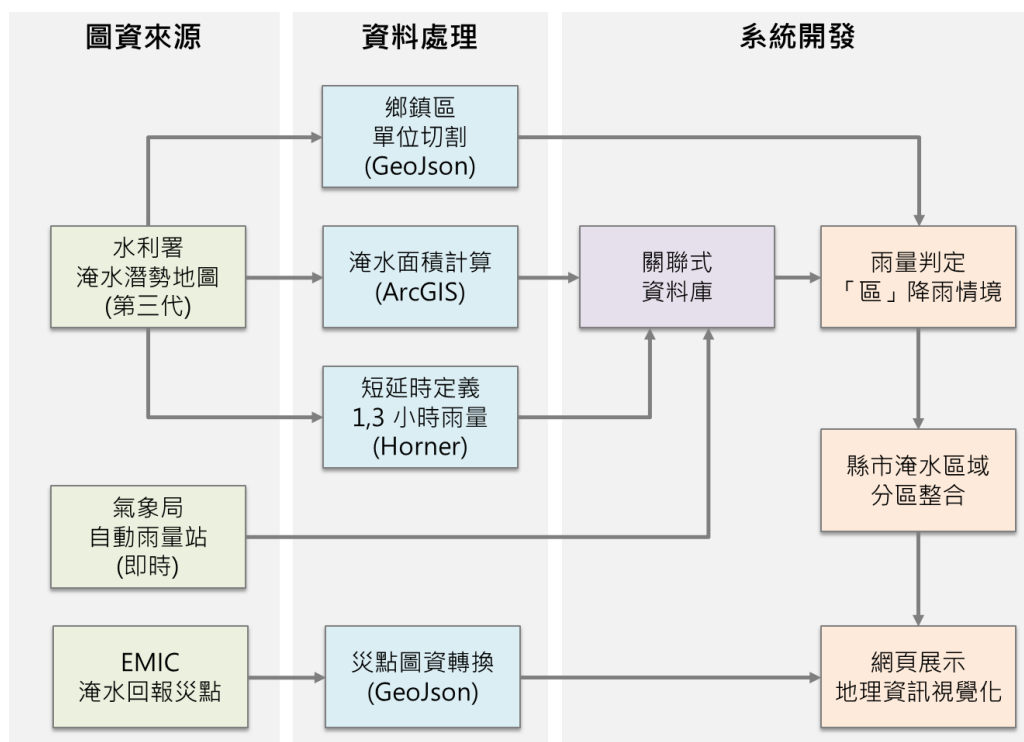 圖資來源
資料處理
系統開發
鄉鎮區
單位切割
(GeoJson)
水利署
淹水潛勢地圖
(第三代)
淹水面積計算
(ArcGIS)
關聯式
資料庫
雨量判定
「區」降雨情境
短延時定義
1,3 小時雨量
(Horner)
縣市淹水區域
分區整合
氣象局
自動雨量站
(即時)
EMIC
淹水回報災點
災點圖資轉換
(GeoJson)
網頁展示
地理資訊視覺化